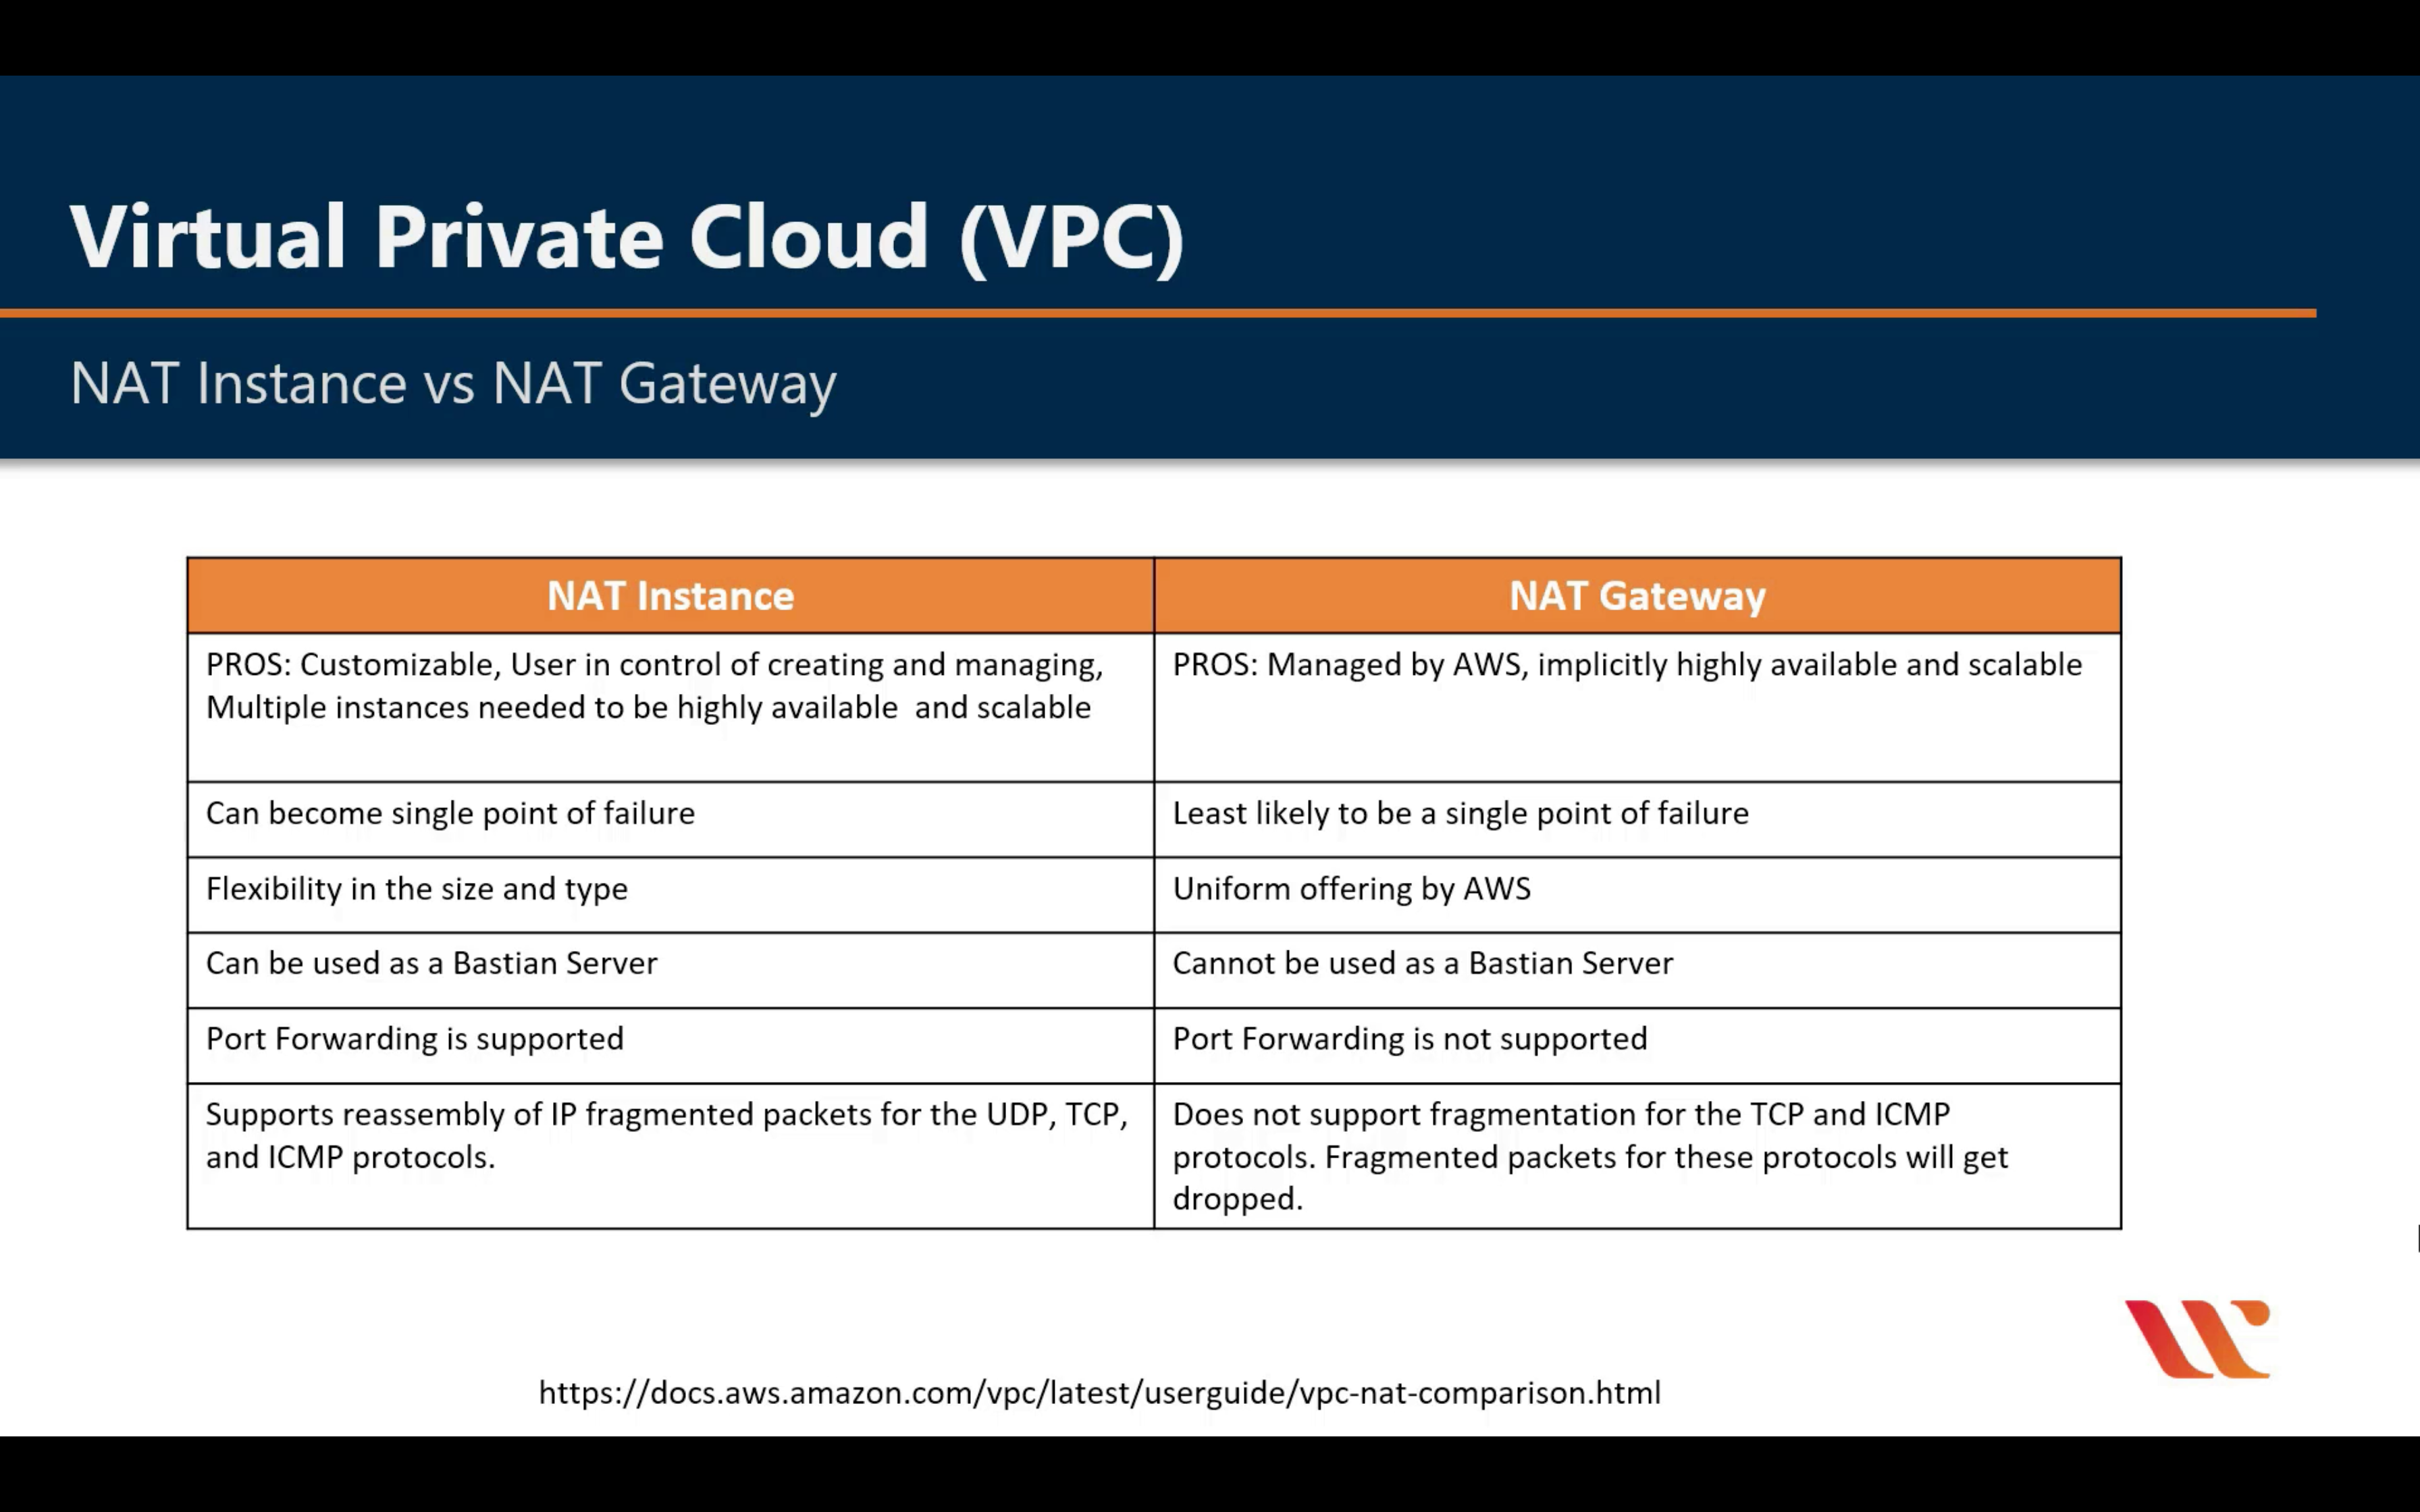 Virtual Private Cloud (VPC)
NAT Instance vs NAT Gateway
NAT Instance
NAT Gateway
PROS: Customizable, User in control of creating and managing,
Multiple instances needed to be highly available  and scalable
PROS: Managed by AWS, implicitly highly available and scalable
Can become single point of failure
Least likely to be a single point of failure
Flexibility in the size and type
Uniform offering by AWS
Can be used as a Bastian Server
Cannot be used as a Bastian Server
Port Forwarding is supported
Port Forwarding is not supported
Supports reassembly of IP fragmented packets for the UDP, TCP,
and ICMP protocols.
Does not support fragmentation for the TCP and ICMP
protocols. Fragmented packets for these protocols will get
dropped.
https://docs.aws.amazon.com/vpc/latest/userguide/vpc-nat-comparison.html